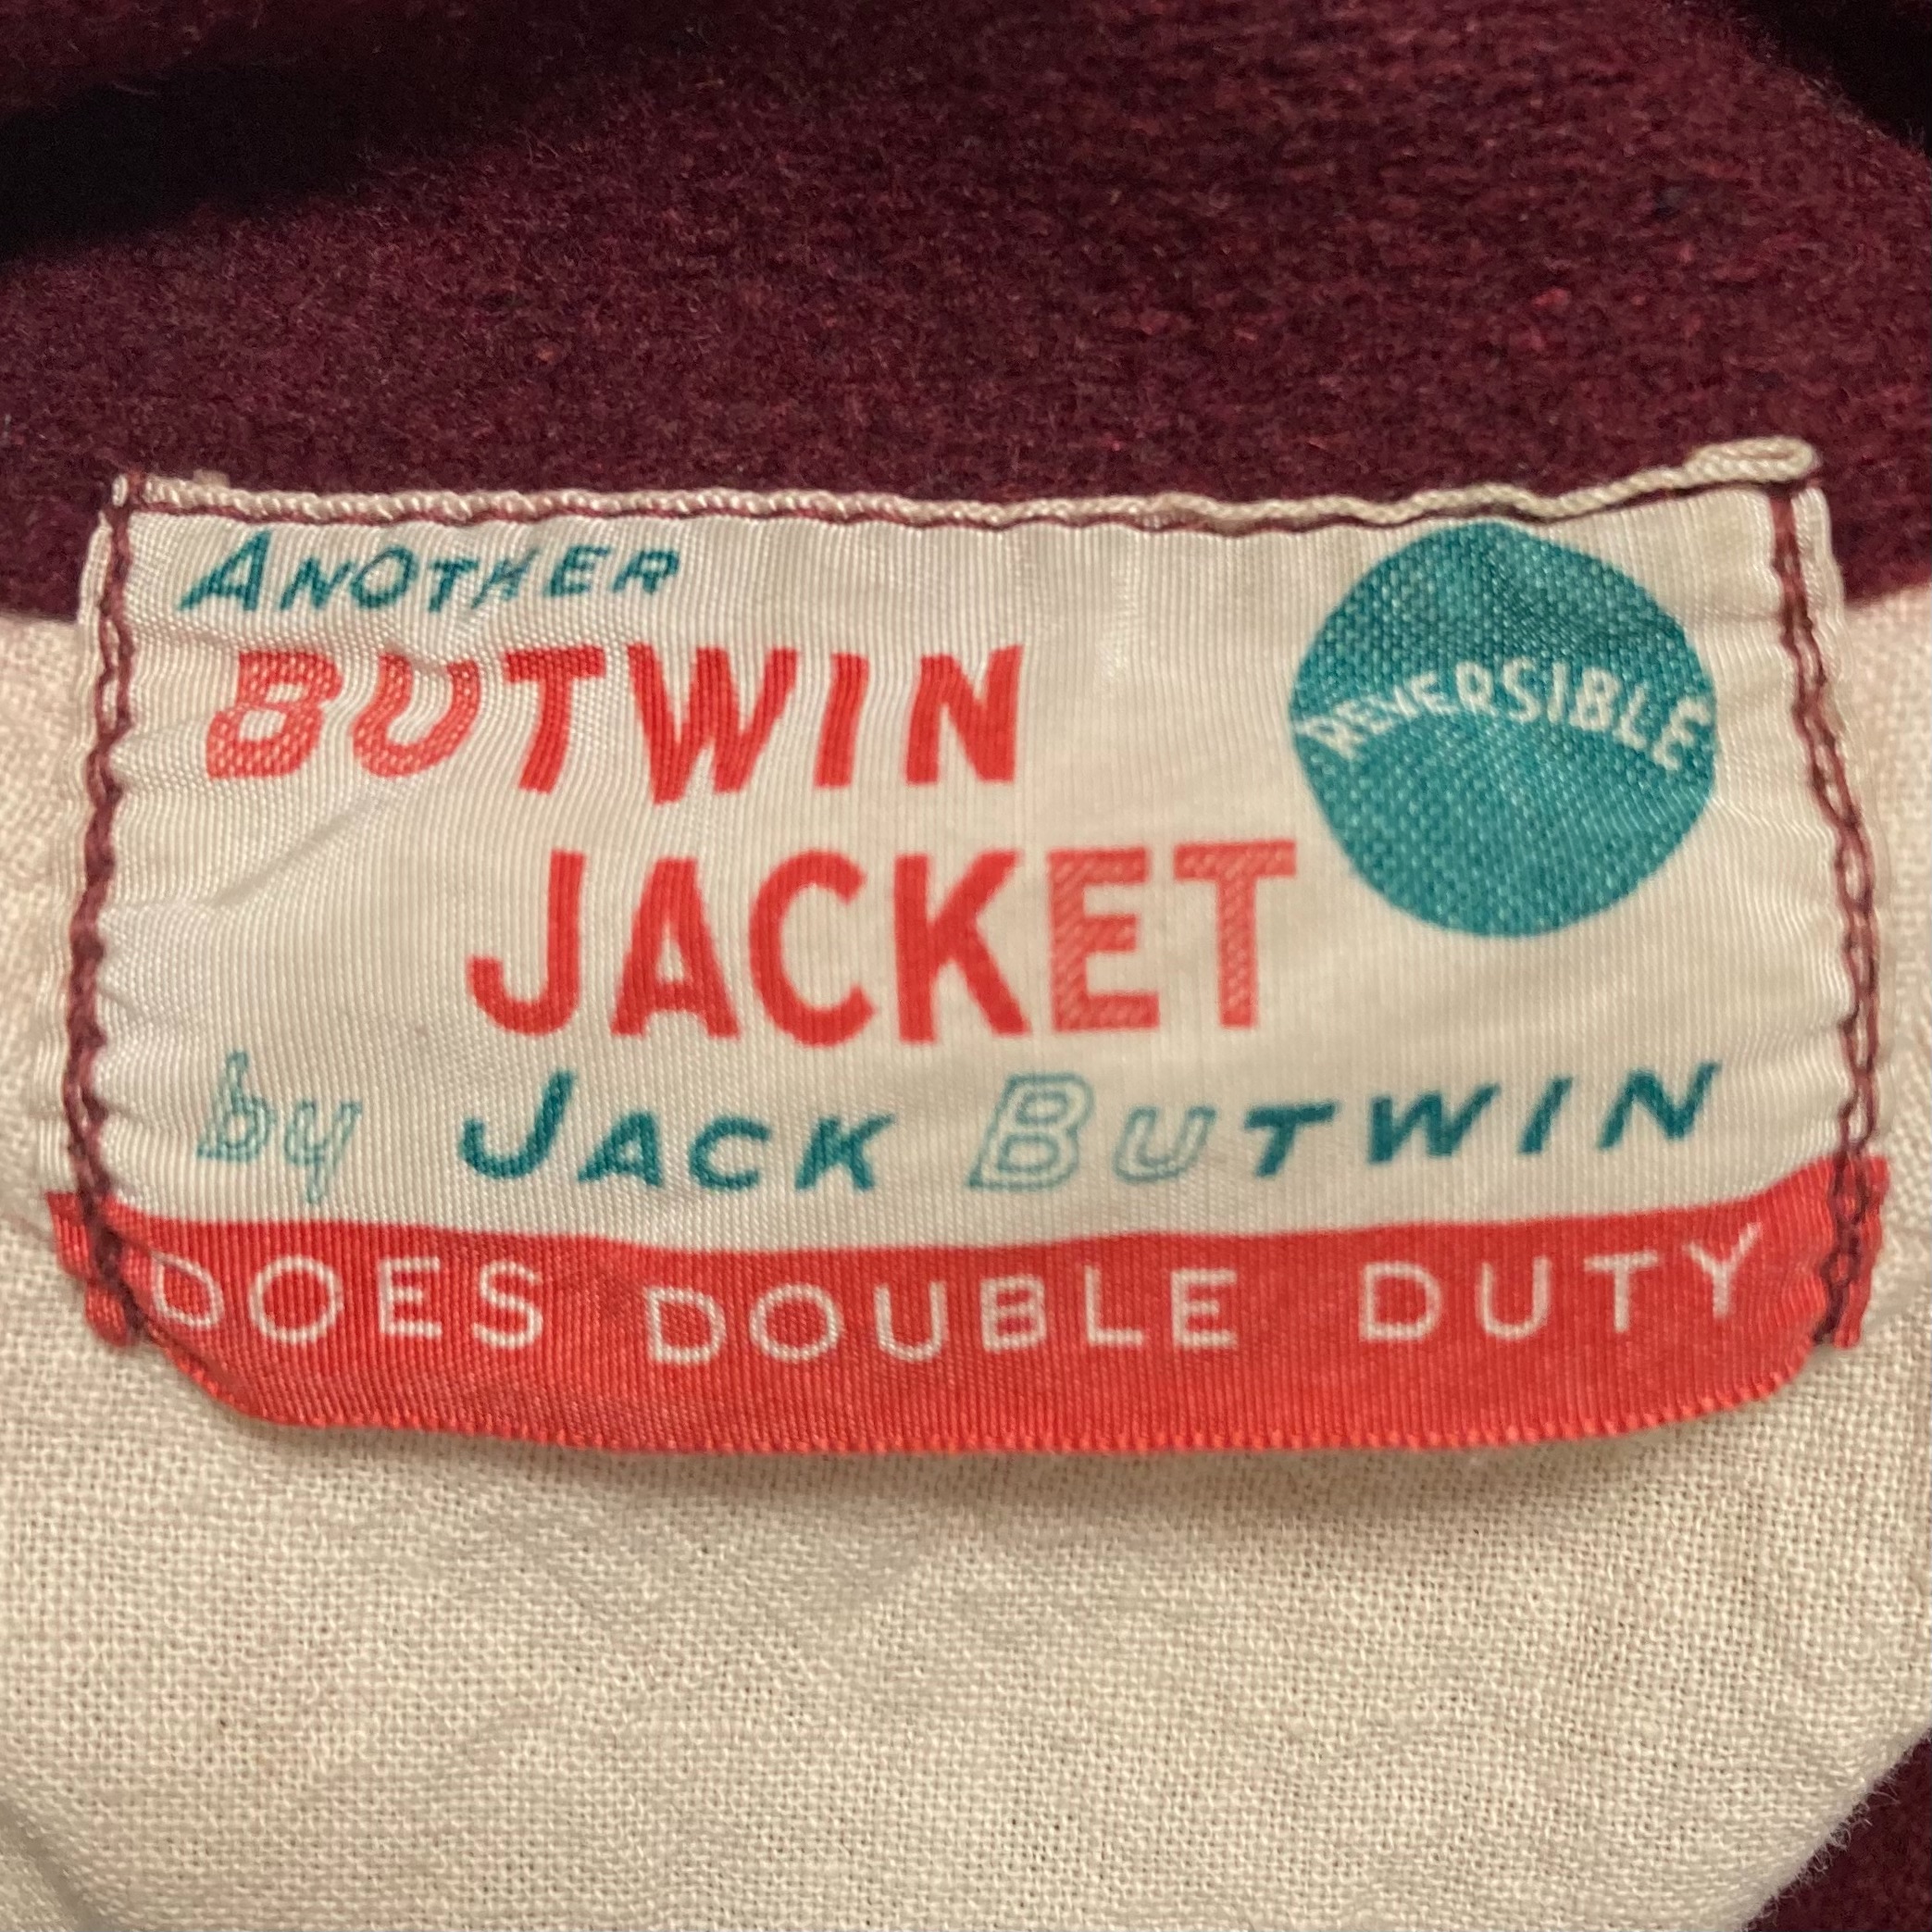 ANOTHER
BUTWIN
REVERSIBLE
JACKET
by JACK BUTWIN
DOES DOUBLE DUTY